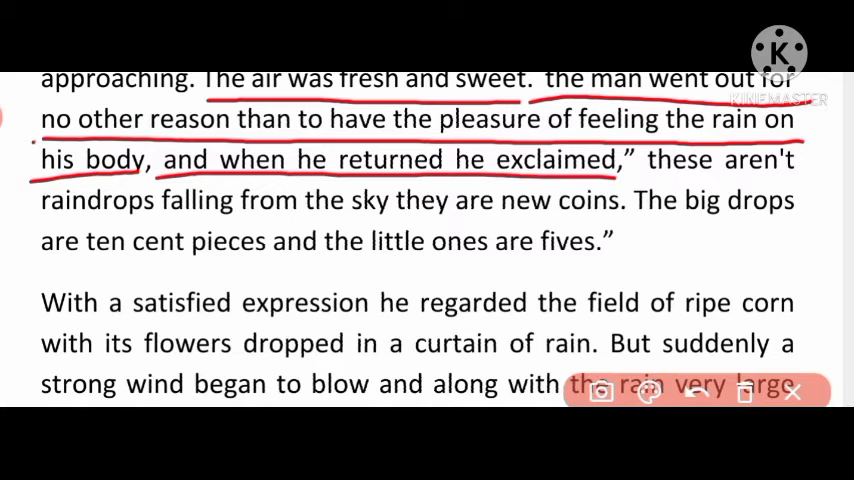 K
KINEMASTER
approaching. The air was fresh and sweet. the man went out for
no other reason than to have the pleasure of feeling the rain on
his body, and when he returned he exclaimed,” these aren't
raindrops falling from the sky they are new coins. The big drops
are ten cent pieces and the little ones are fives.”
With a satisfied expression he regarded the field of ripe corn
with its flowers dropped in a curtain of rain. But suddenly a
strong wind began to blow and along with the rain very large